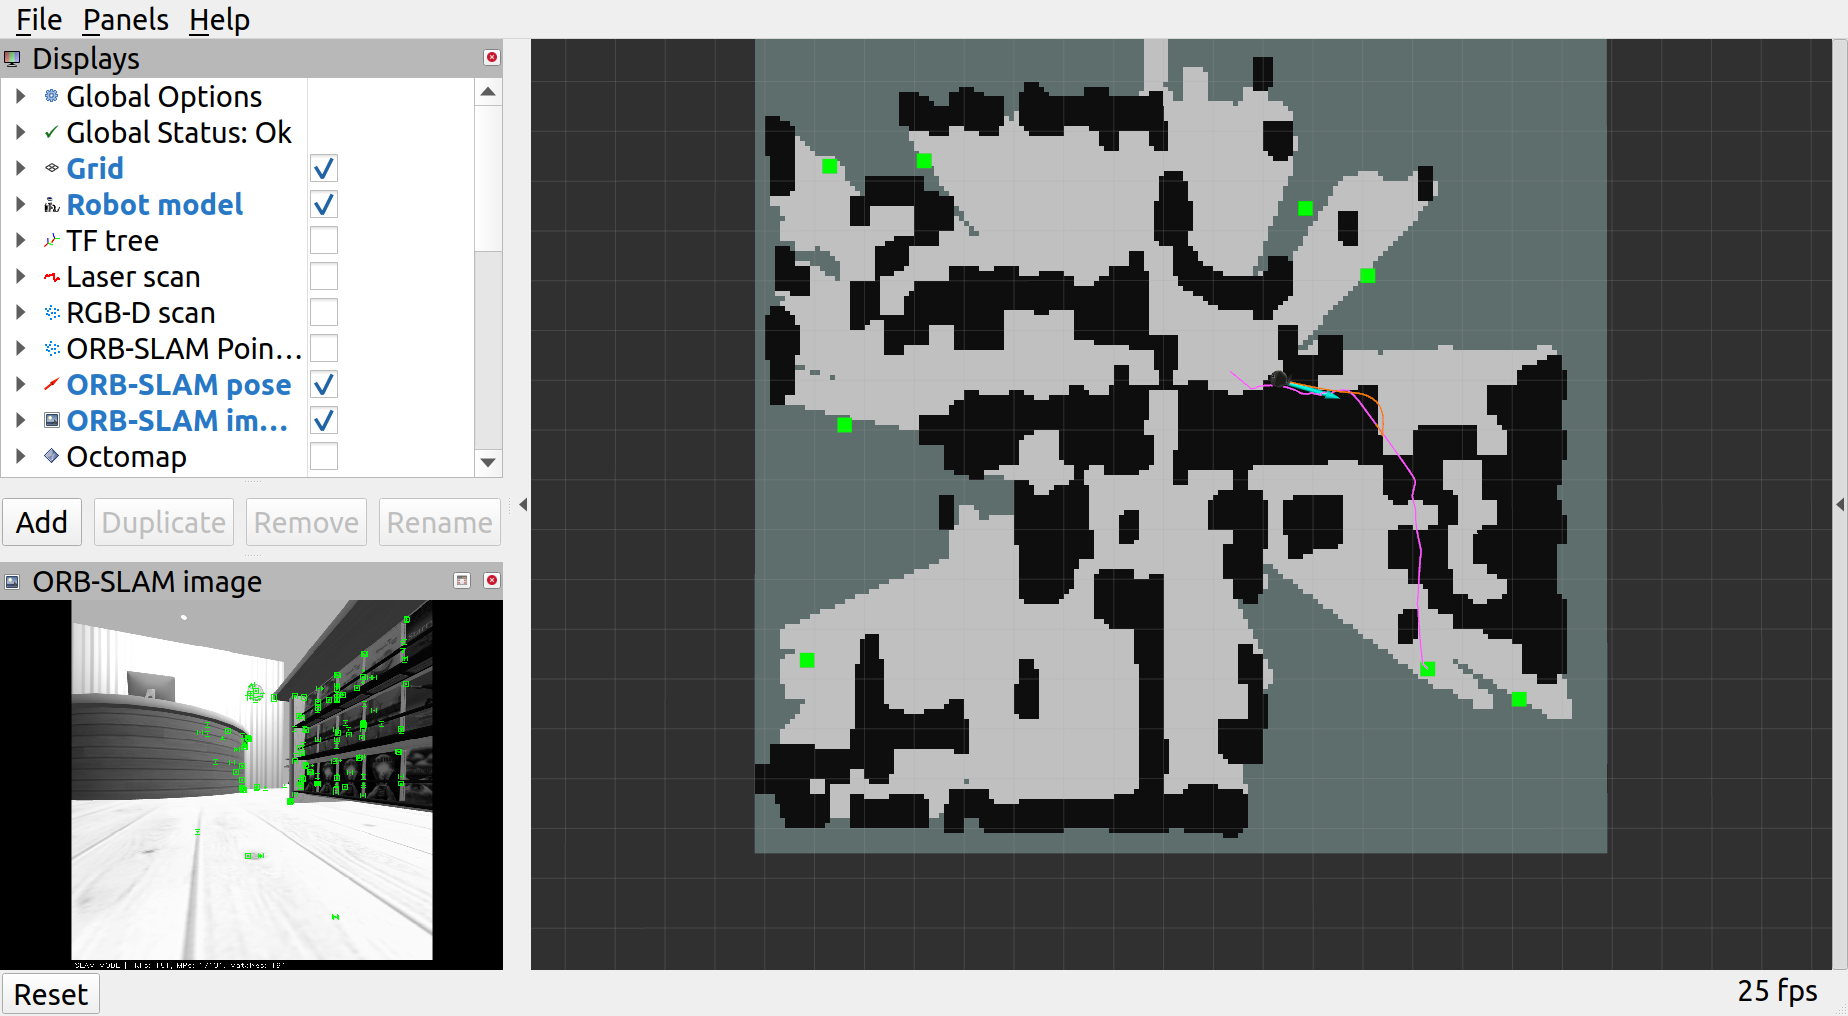 File Panels Help
Displays
Global Options
Global Status: Ok
Grid
Robot model
TF tree
Laser scan
RGB-D scan
ORB-SLAM Poin...
ORB-SLAM pose
ORB-SLAM im...
Octomap
Add Duplicate Remove Rename
ORB-SLAM image
Reset
25 fps